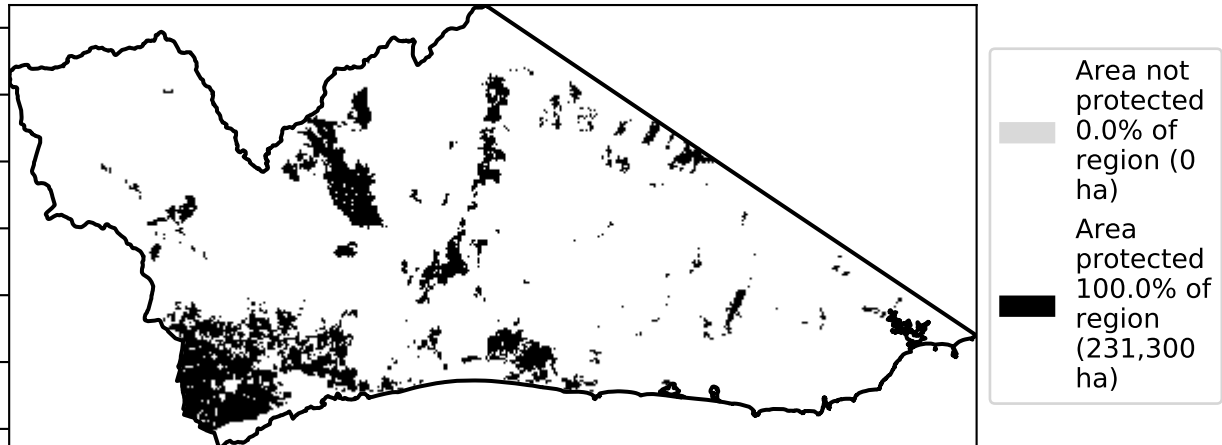 Area not
protected
0.0% of
region (0
ha)
Area
protected
100.0% of
region
(231,300
ha)